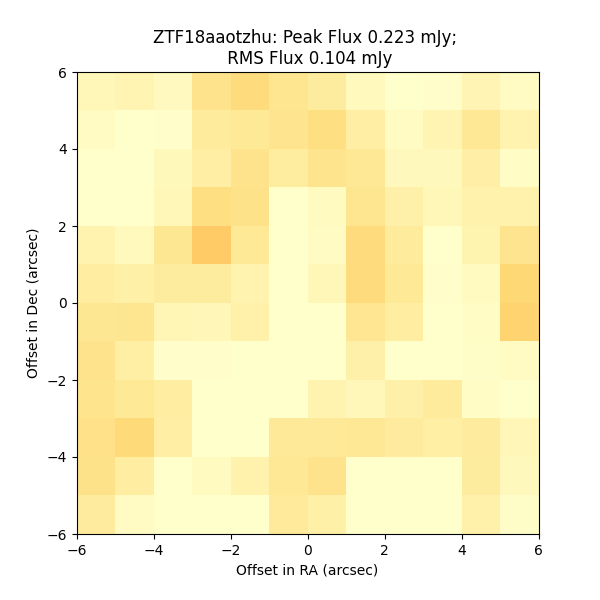 ZTF18aaotzhu: Peak Flux 0.223 mJy;
RMS Flux 0.104 mJy
6
4
2
0
−2
−4
−6
Offset in Dec (arcsec)
−6 −4 −2 0 2 4 6
Offset in RA (arcsec)